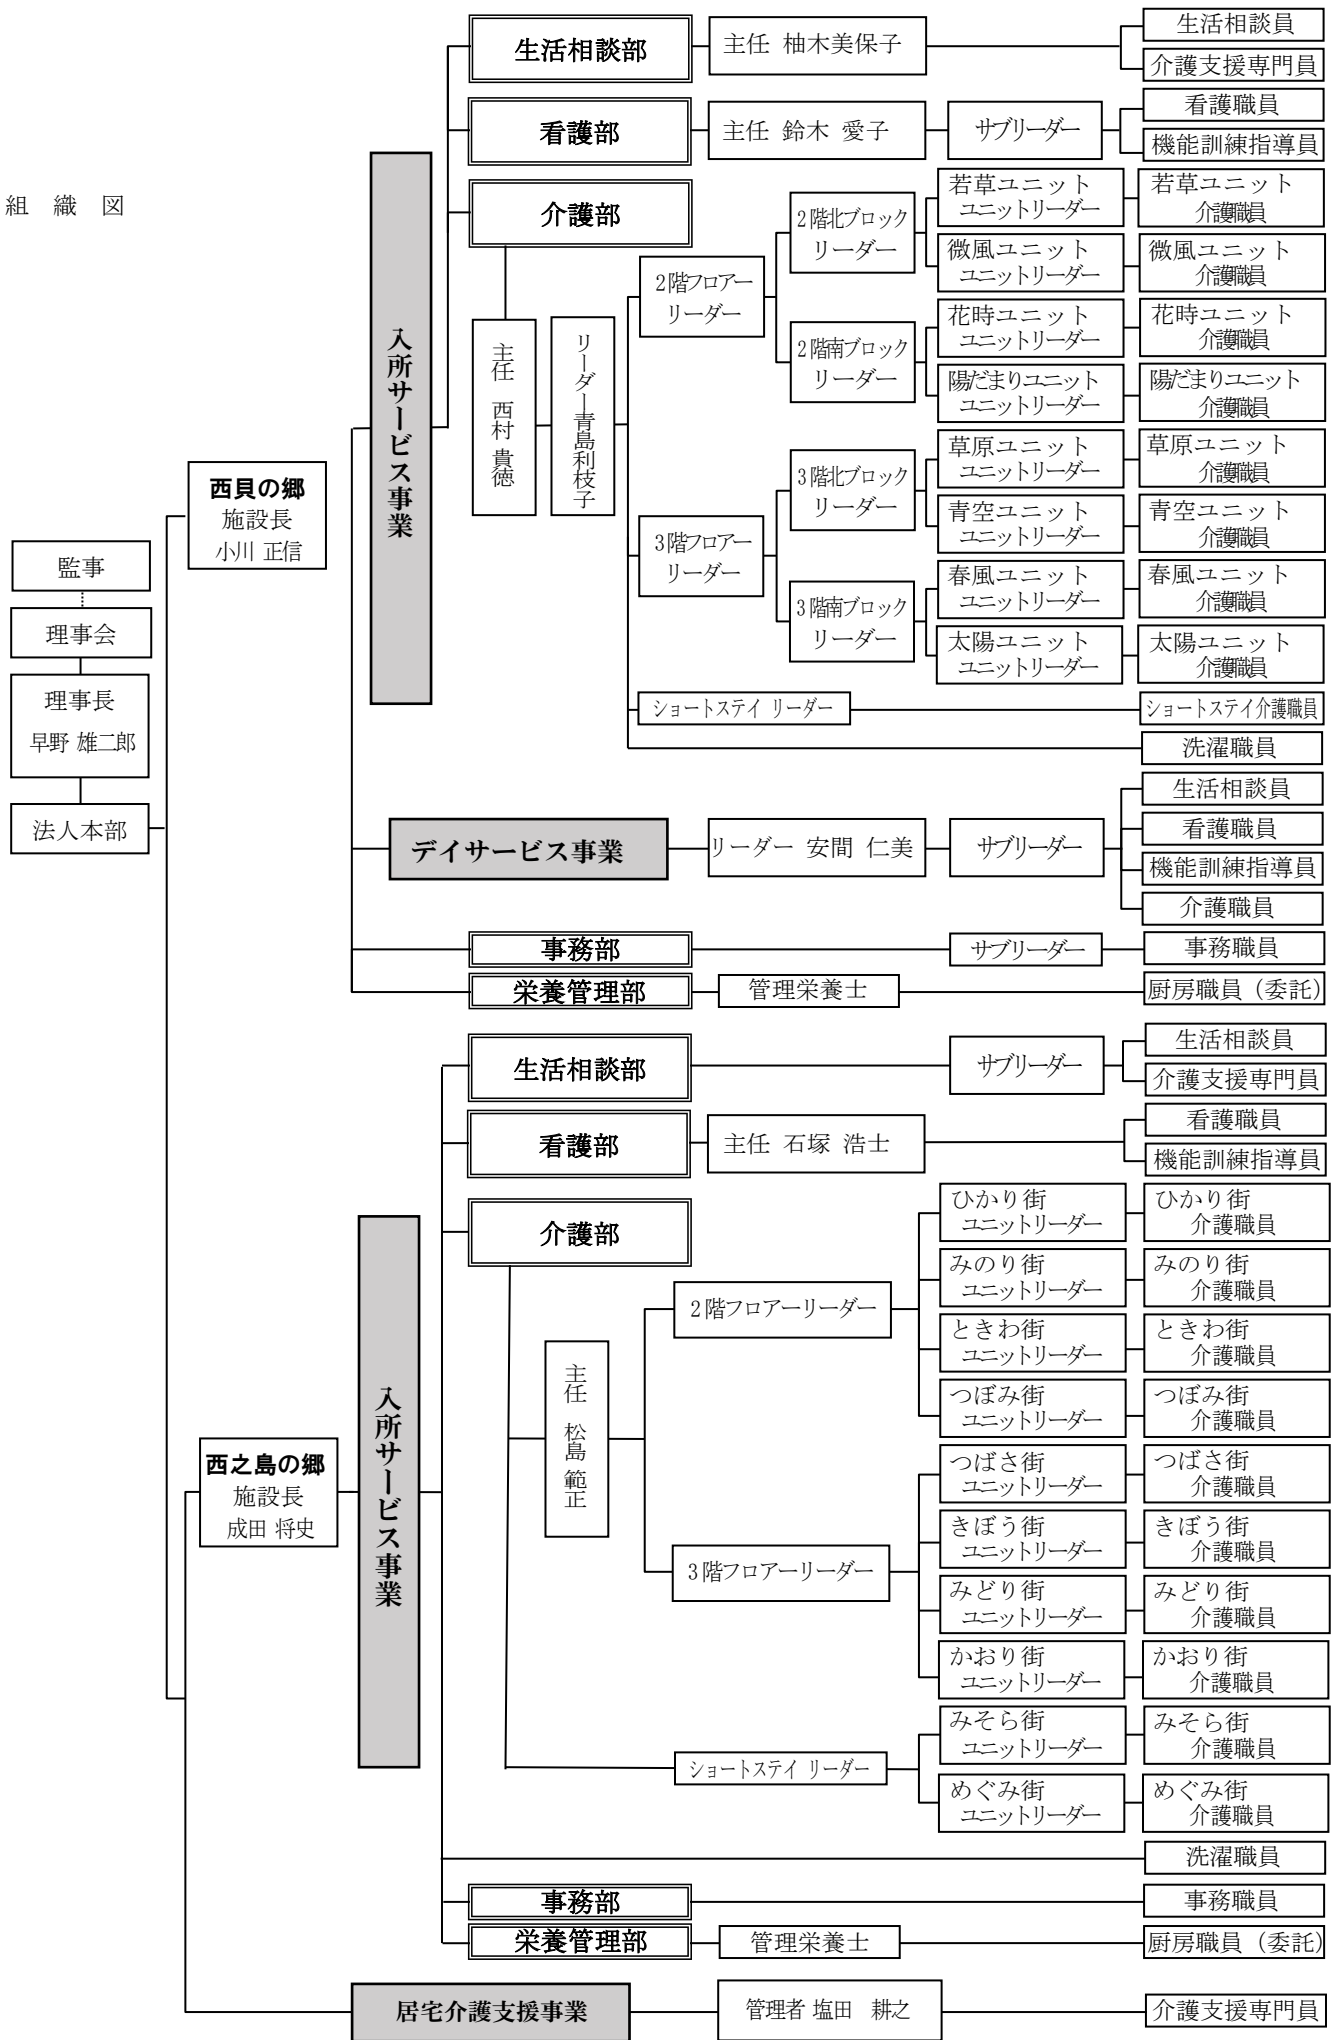 組 織 図
監事
理事会
理事長
早野 雄二郎
法人本部
西貝の郷
施設長
小川 正信
入所サービス事業
生活相談部
主任 柚木美保子
生活相談員
介護支援専門員
看護部
主任 鈴木 愛子
サブリーダー
看護職員
機能訓練指導員
介護部
主任 西村 貴徳
リーダー青島利枝子
2階フロアー
リーダー
2階北ブロック
リーダー
若草ユニット
ユニットリーダー
若草ユニット
介護職員
微風ユニット
ユニットリーダー
微風ユニット
介護職員
2階南ブロック
リーダー
花時ユニット
ユニットリーダー
花時ユニット
介護職員
陽だまりユニット
ユニットリーダー
陽だまりユニット
介護職員
3階フロアー
リーダー
3階北ブロック
リーダー
草原ユニット
ユニットリーダー
草原ユニット
介護職員
青空ユニット
ユニットリーダー
青空ユニット
介護職員
3階南ブロック
リーダー
春風ユニット
ユニットリーダー
春風ユニット
介護職員
太陽ユニット
ユニットリーダー
太陽ユニット
介護職員
ショートステイ リーダー
ショートステイ介護職員
洗濯職員
デイサービス事業
リーダー 安間 仁美
サブリーダー
生活相談員
看護職員
機能訓練指導員
介護職員
事務部
サブリーダー
事務職員
栄養管理部
管理栄養士
厨房職員（委託）
西之島の郷
施設長
成田 将史
入所サービス事業
生活相談部
サブリーダー
生活相談員
介護支援専門員
看護部
主任 石塚 浩士
看護職員
機能訓練指導員
介護部
主任 松島 範正
2階フロアーリーダー
ひかり街
ユニットリーダー
ひかり街
介護職員
みのり街
ユニットリーダー
みのり街
介護職員
ときわ街
ユニットリーダー
ときわ街
介護職員
つぼみ街
ユニットリーダー
つぼみ街
介護職員
3階フロアーリーダー
つばさ街
ユニットリーダー
つばさ街
介護職員
きぼう街
ユニットリーダー
きぼう街
介護職員
みどり街
ユニットリーダー
みどり街
介護職員
かおり街
ユニットリーダー
かおり街
介護職員
ショートステイ リーダー
みそら街
ユニットリーダー
みそら街
介護職員
めぐみ街
ユニットリーダー
めぐみ街
介護職員
洗濯職員
事務部
事務職員
栄養管理部
管理栄養士
厨房職員（委託）
居宅介護支援事業
管理者 塩田 耕之
介護支援専門員